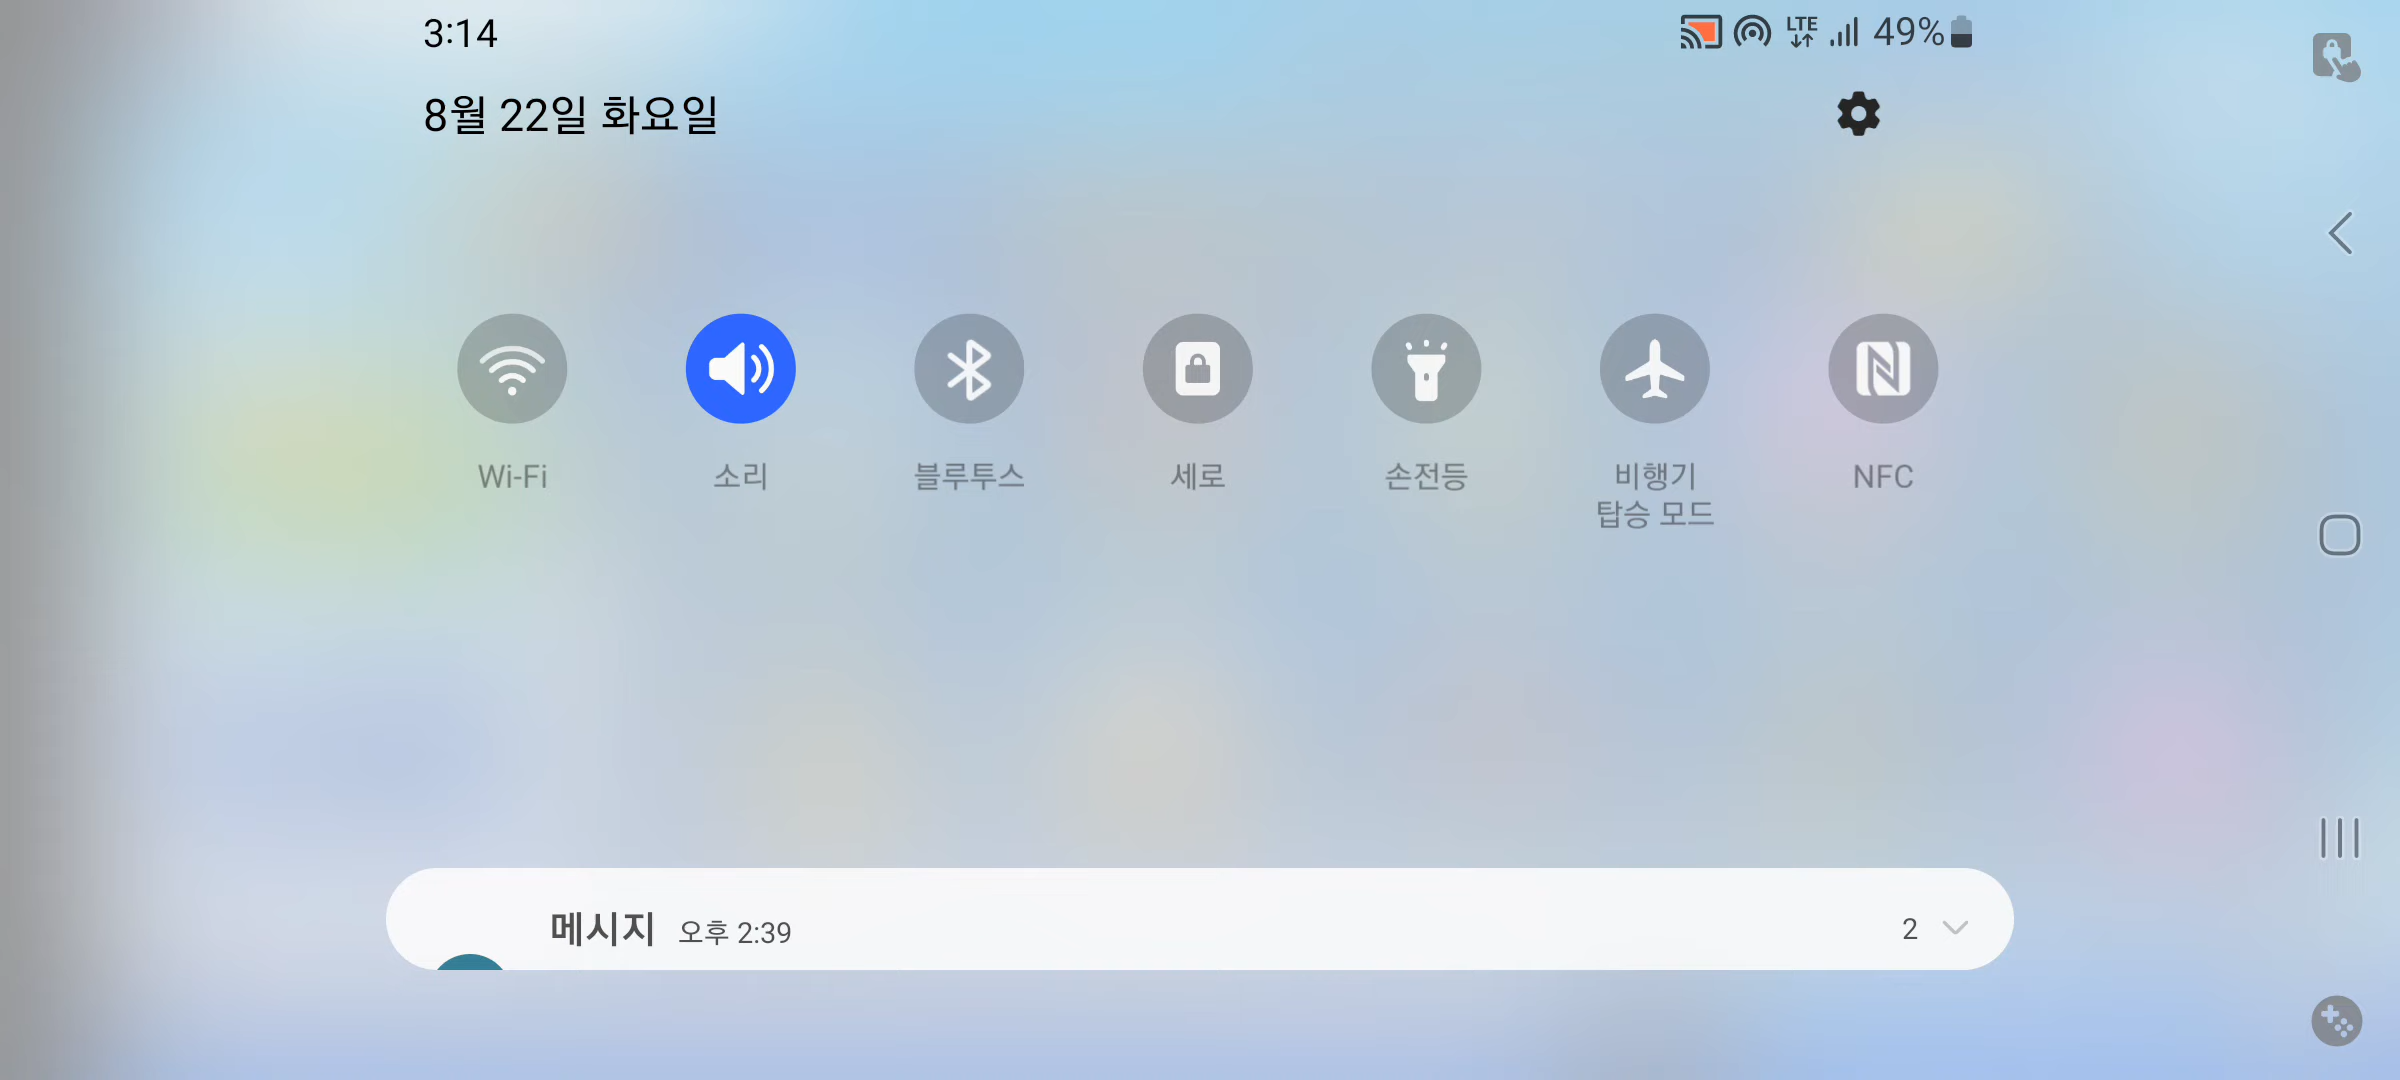 3:14
LTE 49%
8월 22일 화요일
Wi-Fi
소리
블루투스
세로
손전등
비행기
탑승 모드
NFC
메시지 오후 2:39 2